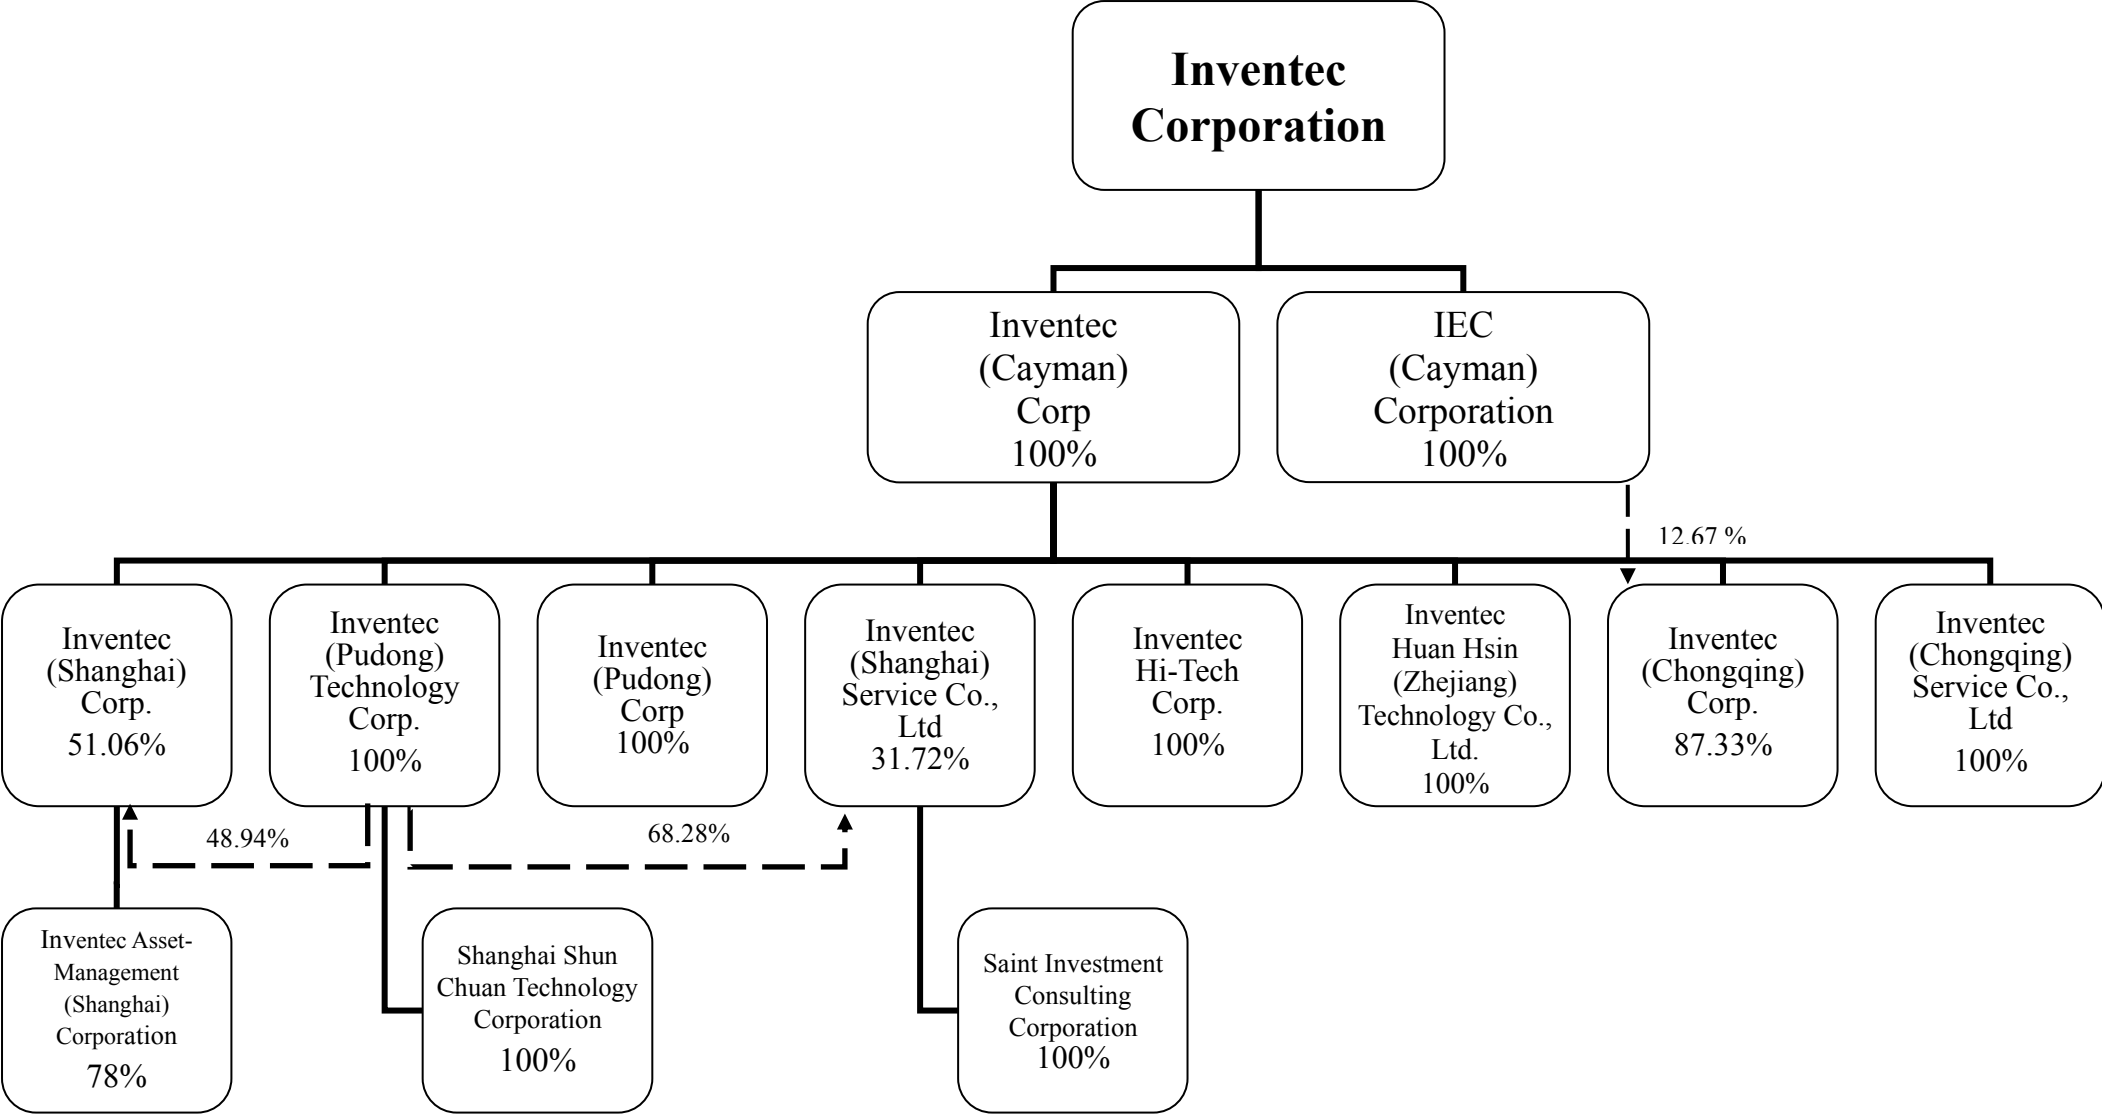 Inventec
Corporation
Inventec
(Cayman)
Corp
100%
IEC
(Cayman)
Corporation
100%
12.67 %
Inventec
(Shanghai)
Corp.
51.06%
Inventec
(Pudong)
Technology
Corp.
100%
Inventec
(Pudong)
Corp
100%
Inventec
(Shanghai)
Service Co.,
Ltd
31.72%
Inventec
Hi-Tech
Corp.
100%
Inventec
Huan Hsin
(Zhejiang)
Technology Co.,
Ltd.
100%
Inventec
(Chongqing)
Corp.
87.33%
Inventec
(Chongqing)
Service Co.,
Ltd
100%
48.94%
68.28%
Inventec Asset-
Management
(Shanghai)
Corporation
78%
Shanghai Shun
Chuan Technology
Corporation
100%
Saint Investment
Consulting
Corporation
100%